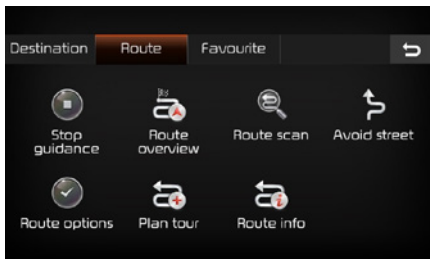 Destination Route Favourite
Stop guidance Route overview Route scan Avoid street
Route options Plan tour Route info